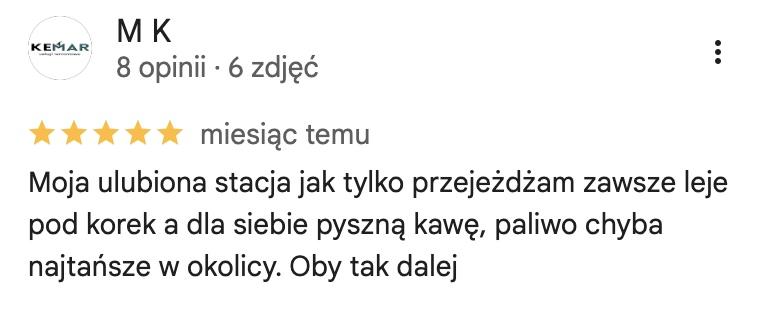 M K
KEMAR
8 opinii · 6 zdjęć
miesiąc temu
Moja ulubiona stacja jak tylko przejeżdżam zawsze leje
pod korek a dla siebie pyszną kawę, paliwo chyba
najtańsze w okolicy. Oby tak dalej